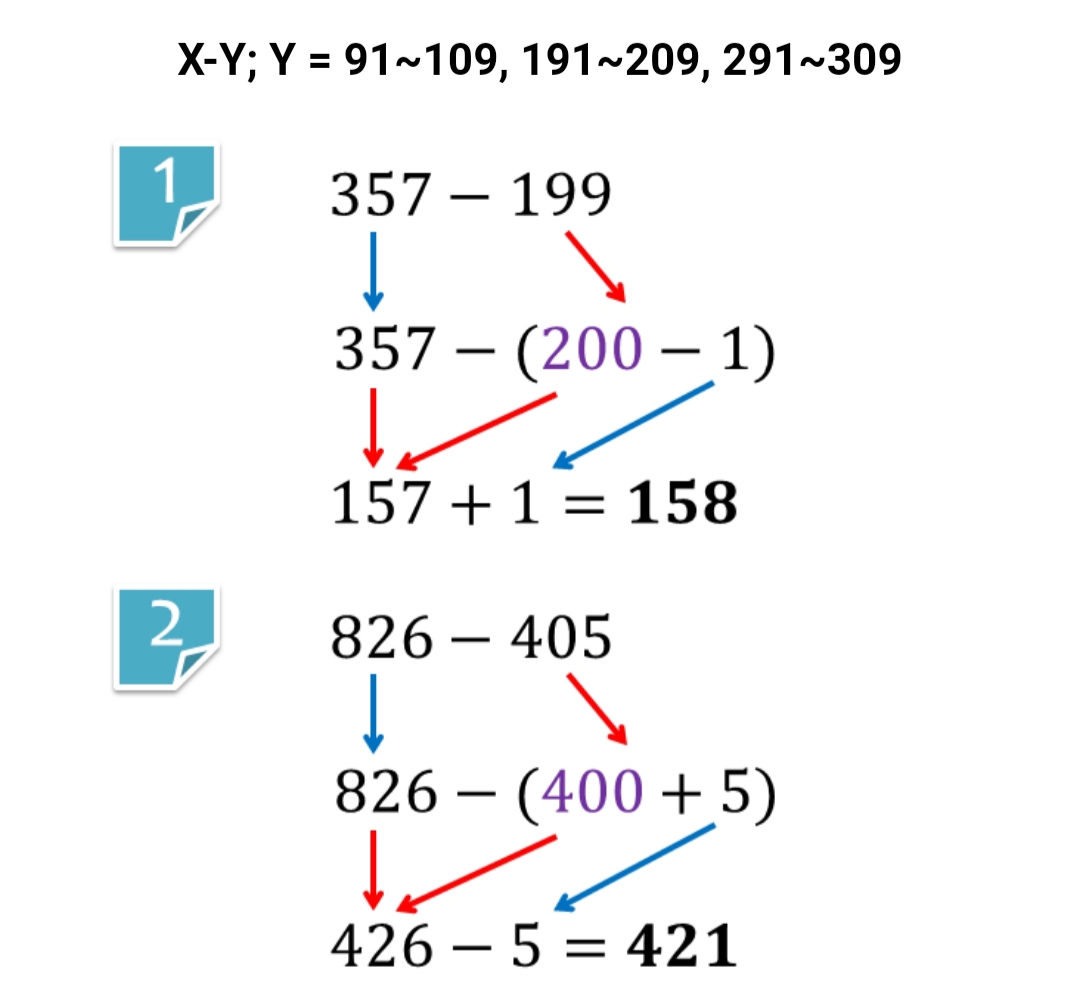 X-Y; Y = 91~109, 191~209, 291~309
1
357 − 199
357 − (200 − 1)
157 + 1 = 158
2
826 − 405
826 − (400 + 5)
426 − 5 = 421